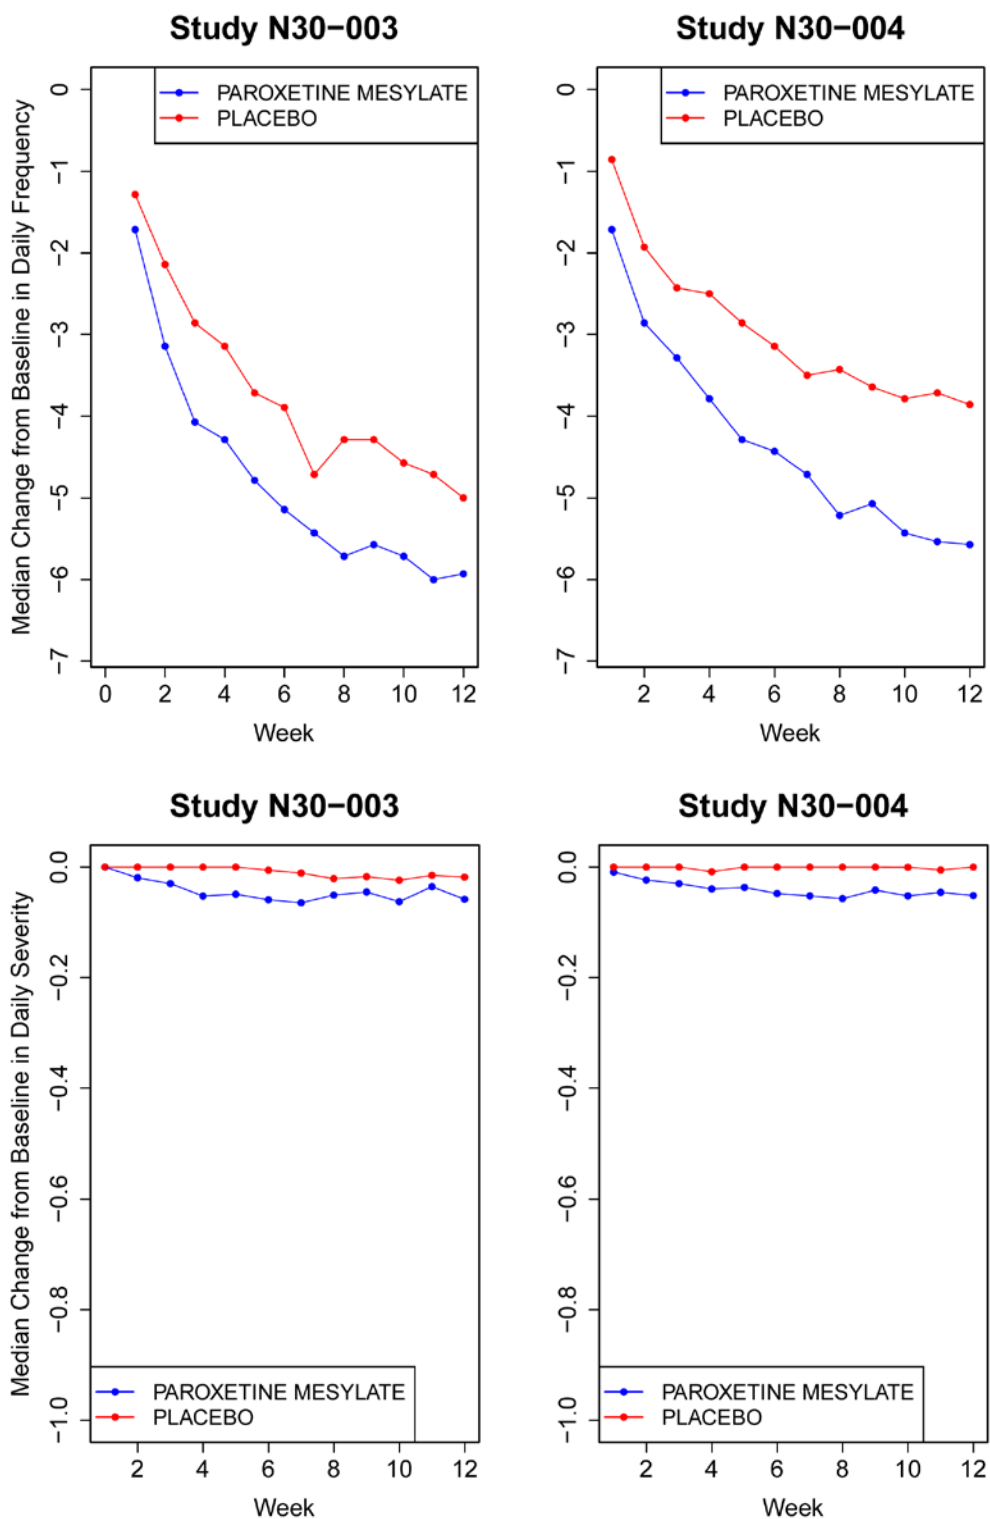 Study N30−003
Median Change from Baseline in Daily Frequency
0
−1
−2
−3
−4
−5
−6
−7
PAROXETINE MESYLATE
PLACEBO
0 2 4 6 8 10 12
Week
Study N30−004
0
−1
−2
−3
−4
−5
−6
−7
PAROXETINE MESYLATE
PLACEBO
2 4 6 8 10 12
Week
Study N30−003
Median Change from Baseline in Daily Severity
0.0
−0.2
−0.4
−0.6
−0.8
−1.0
PAROXETINE MESYLATE
PLACEBO
2 4 6 8 10 12
Week
Study N30−004
0.0
−0.2
−0.4
−0.6
−0.8
−1.0
PAROXETINE MESYLATE
PLACEBO
2 4 6 8 10 12
Week